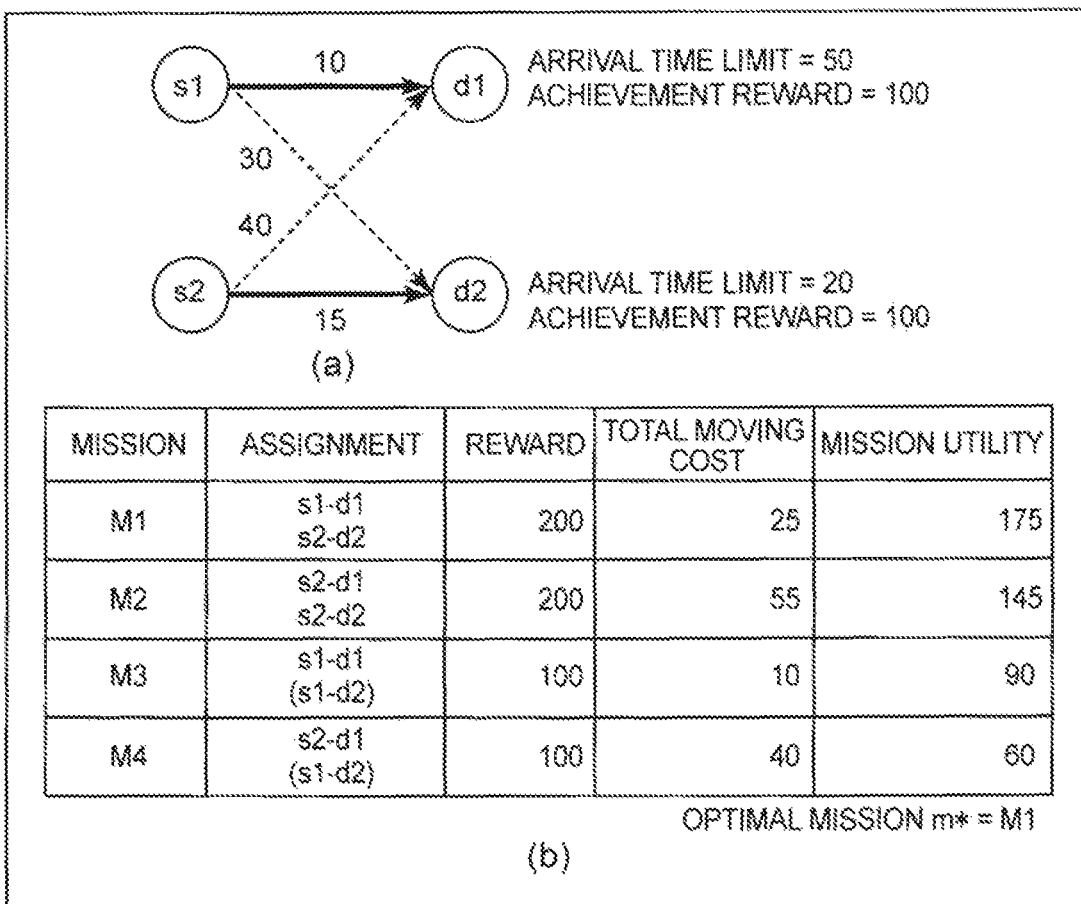 10
s1
d1
ARRIVAL TIME LIMIT = 50
ACHIEVEMENT REWARD = 100
30
40
s2
d2
ARRIVAL TIME LIMIT = 20
ACHIEVEMENT REWARD = 100
15
(a)
MISSION ASSIGNMENT REWARD TOTAL MOVING COST MISSION UTILITY
M1 s1-d1 200 25 175
s2-d2
M2 s2-d1 200 55 145
s2-d2
M3 s1-d1 100 10 90
(s1-d2)
M4 s2-d1 100 40 60
(s1-d2)
OPTIMAL MISSION m* = M1
(b)